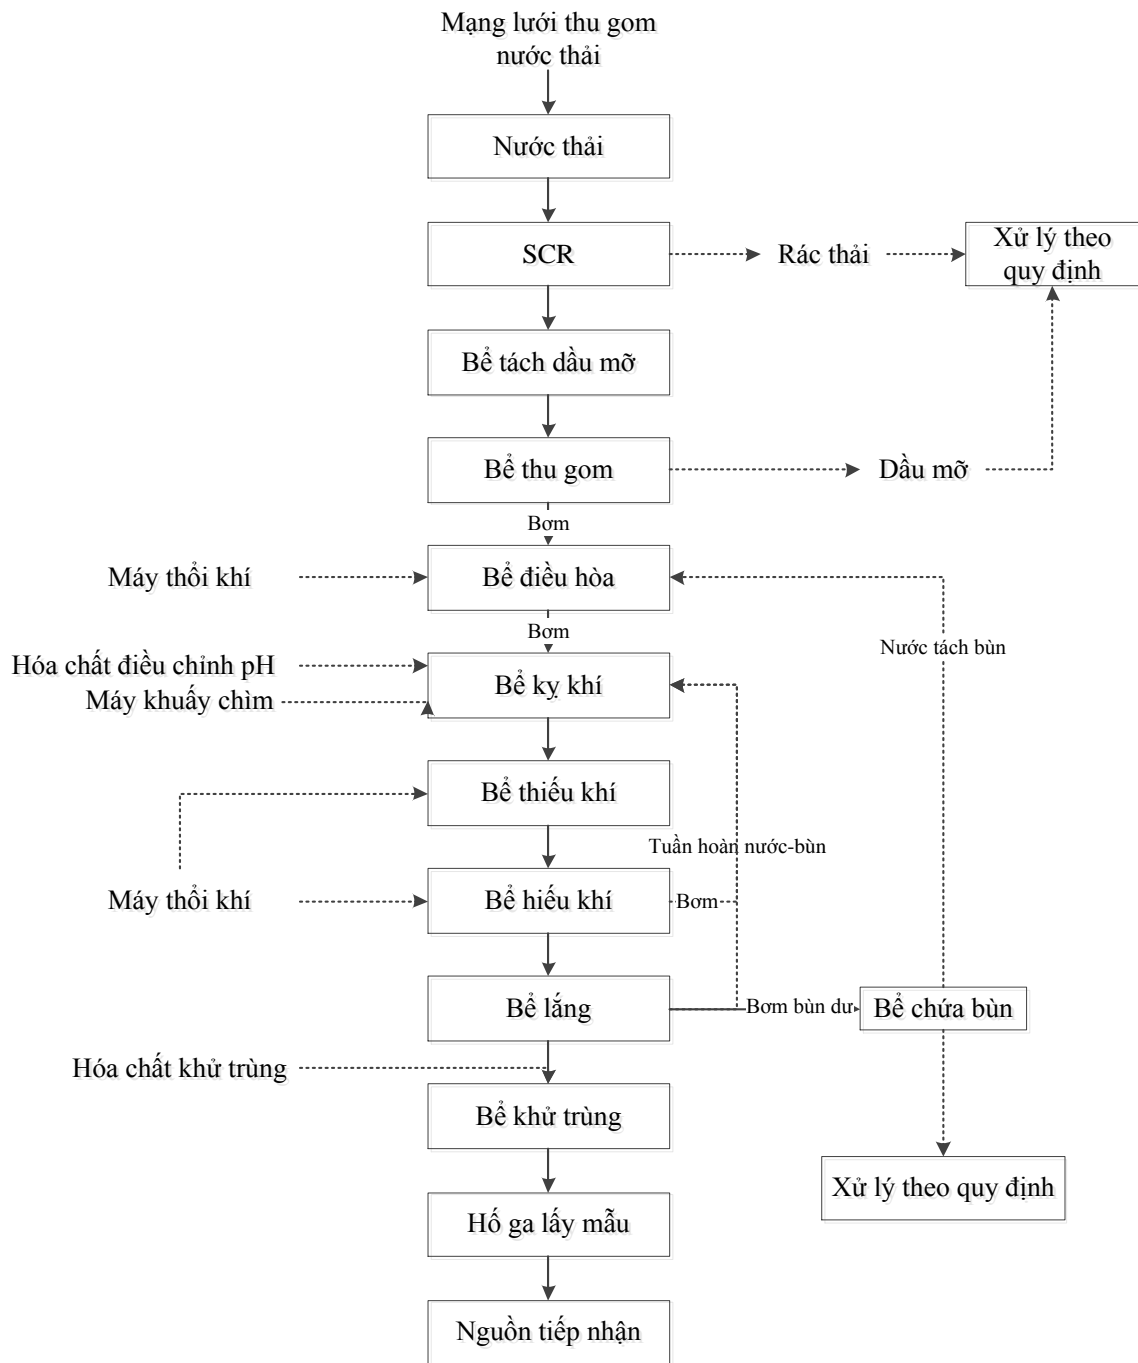 Mạng lưới thu gom
nước thải
Nước thải
SCR
Rác thải
Xử lý theo
quy định
Bể tách dầu mỡ
Bể thu gom
Dầu mỡ
Bơm
Máy thổi khí
Bể điều hòa
Bơm
Nước tách bùn
Hóa chất điều chỉnh pH
Máy khuấy chìm
Bể kỵ khí
Bể thiếu khí
Tuần hoàn nước-bùn
Máy thổi khí
Bể hiếu khí
Bơm
Bể lắng
Bơm bùn dư
Bể chứa bùn
Hóa chất khử trùng
Bể khử trùng
Xử lý theo quy định
Hố ga lấy mẫu
Nguồn tiếp nhận